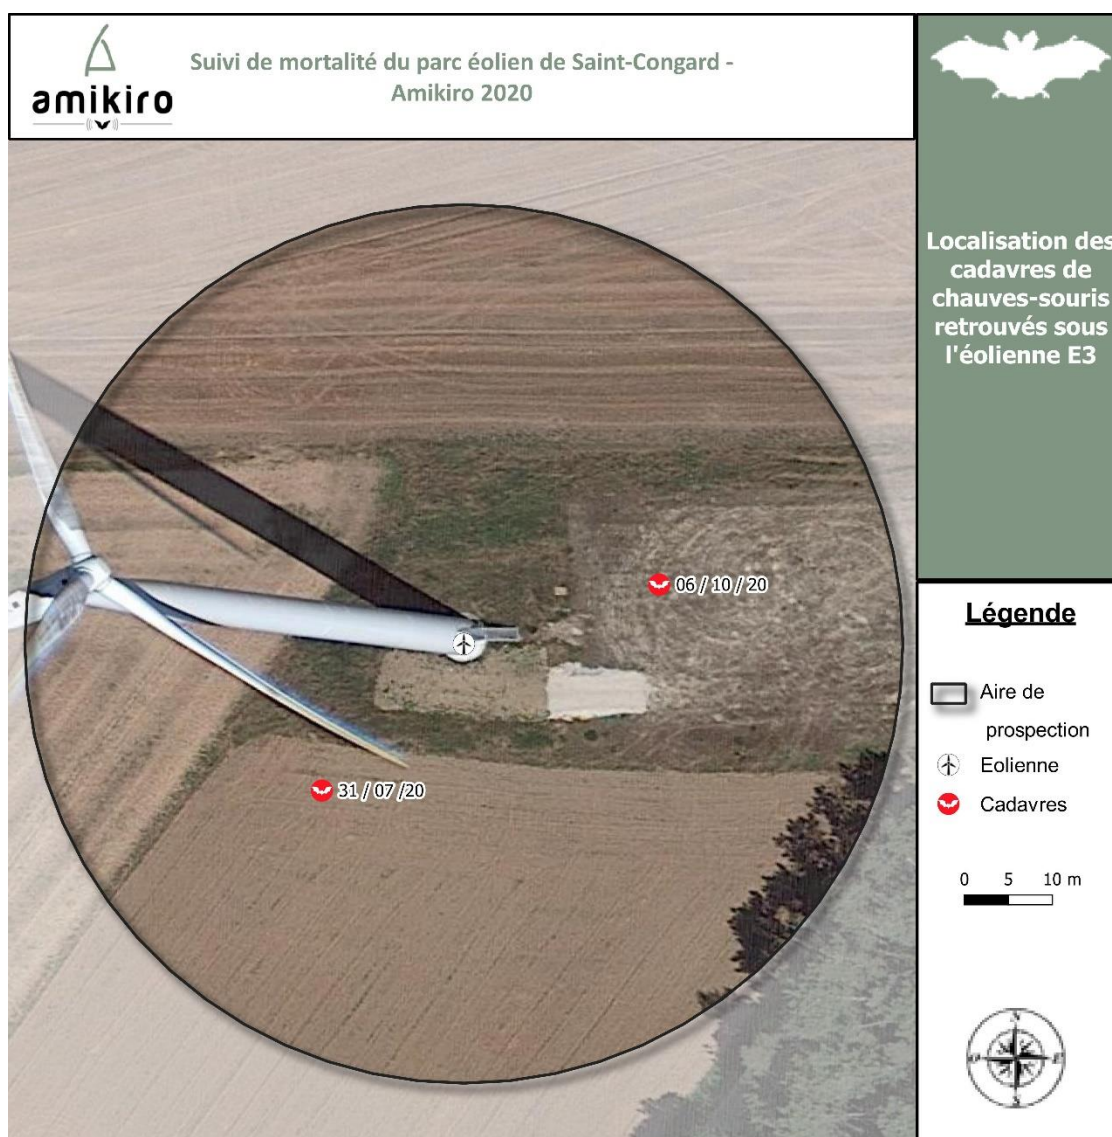 amikiro
Suivi de mortalité du parc éolien de Saint-Congard -
Amikiro 2020
Localisation des
cadavres de
chauves-souris
retrouvés sous
l'éolienne E3
06 / 10 / 20
31 / 07 /20
Légende
Aire de
prospection
Eolienne
Cadavres
0 5 10 m
N
S